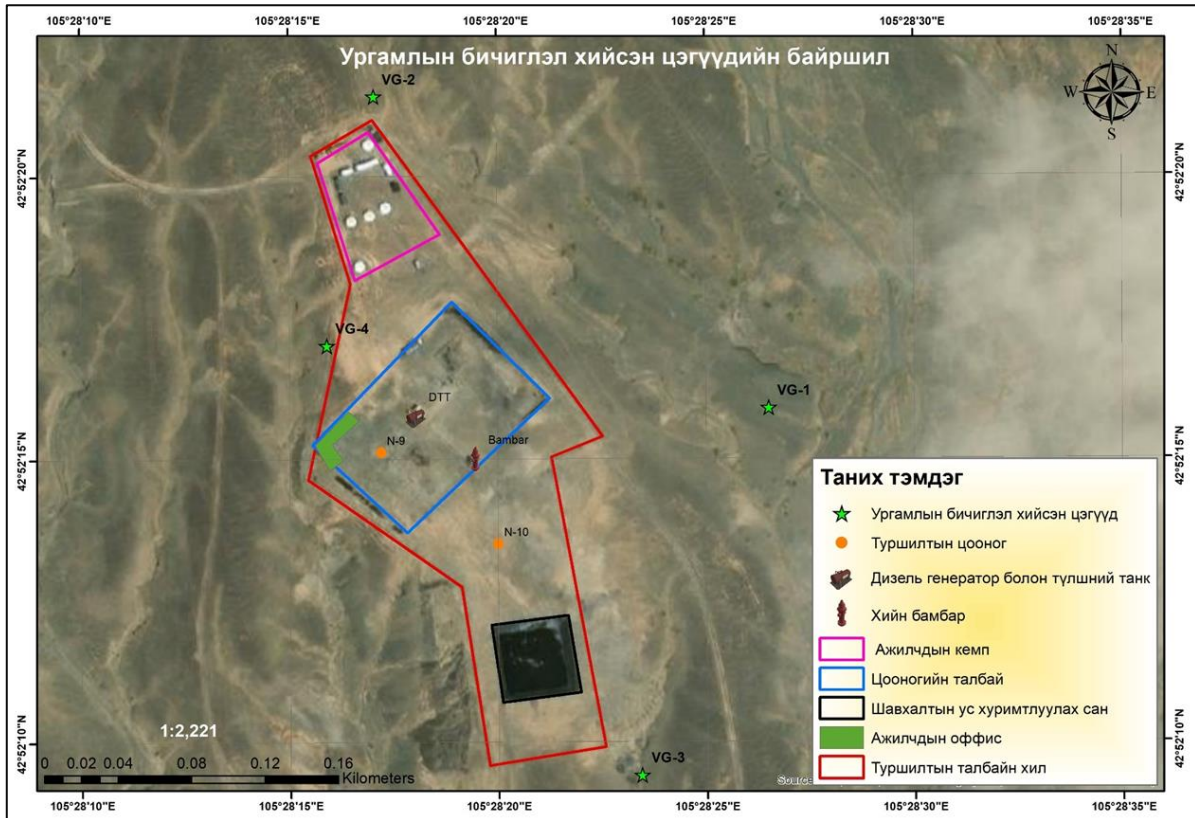 105°28'10"E 105°28'15"E 105°28'20"E 105°28'25"E 105°28'30"E 105°28'35"E
Ургамлын бичиглэл хийсэн цэгүүдийн байршил
N
W E
S
VG-2
42°52'20"N 42°52'20"N
VG-4
VG-1
DTT
N-9
Bambar
42°52'15"N 42°52'15"N
N-10
Таних тэмдэг
Ургамлын бичиглэл хийсэн цэгүүд
Туршилтын цооног
Дизель генератор болон түлшний танк
Хийн бамбар
Ажилчдын кемп
Цооногийн талбай
Шавхалтын ус хуримтлуулах сан
Ажилчдын оффис
Туршилтын талбайн хил
1:2,221
42°52'10"N 42°52'10"N
VG-3
0 0.02 0.04 0.08 0.12 0.16
Kilometers
105°28'10"E 105°28'15"E 105°28'20"E 105°28'25"E 105°28'30"E 105°28'35"E